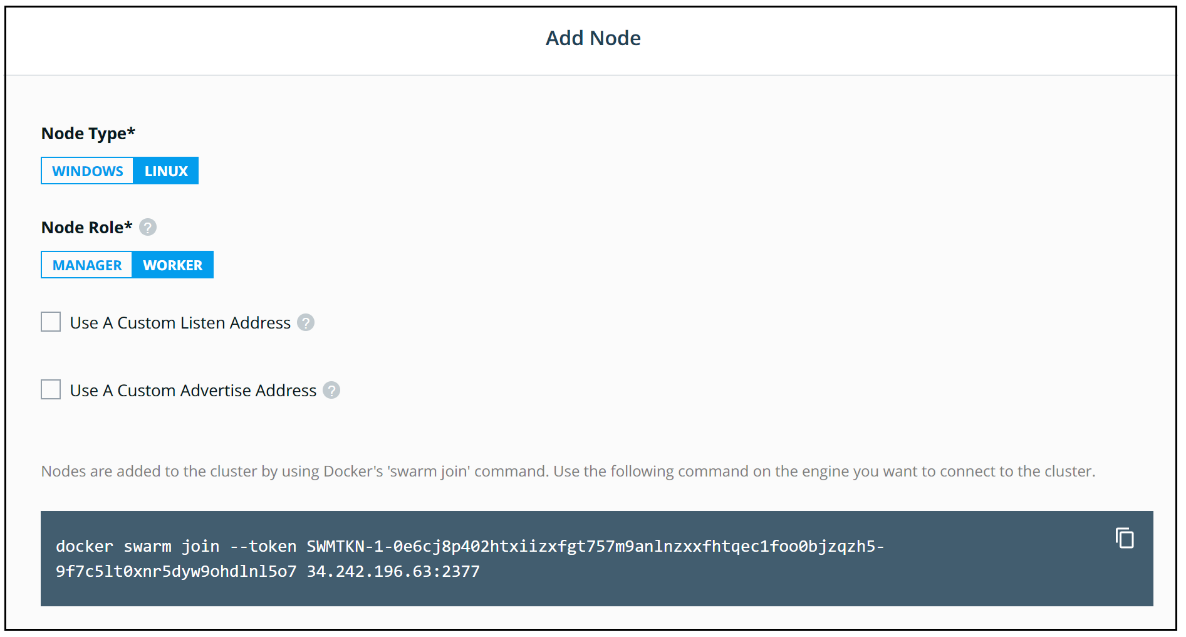 Add Node
Node Type*
WINDOWS LINUX
Node Role* ?
MANAGER WORKER
Use A Custom Listen Address ?
Use A Custom Advertise Address ?
Nodes are added to the cluster by using Docker's 'swarm join' command. Use the following command on the engine you want to connect to the cluster.
docker swarm join --token SWMTKN-1-0e6cj8p402htxiizxfgt757m9anlnzxxfhtqec1foo0bjzqzh5-
9f7c5lt0xnr5dyw9ohdlnl5o7 34.242.196.63:2377